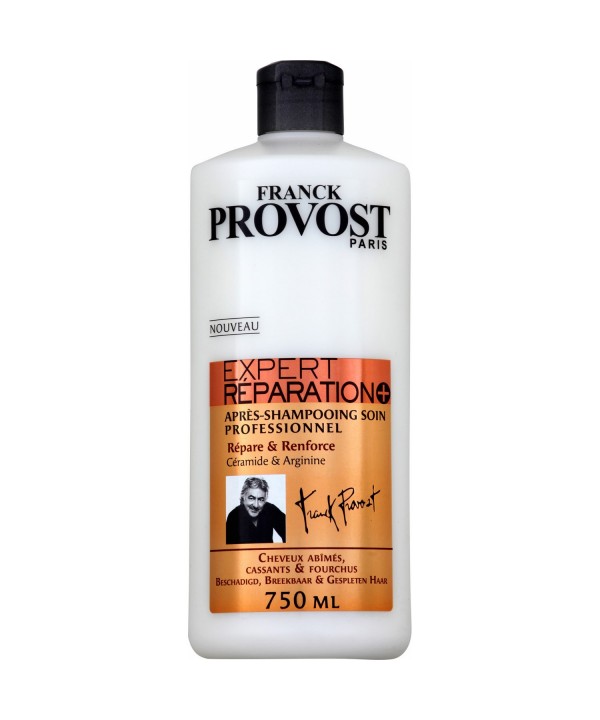 FRANCK
PROVOST
PARIS
NOUVEAU
EXPERT
RÉPARATION+
APRÈS-SHAMPOOING SOIN
PROFESSIONNEL
Répare & Renforce
Céramide & Arginine
Franck Provost
CHEVEUX ABÎMÉS,
CASSANTS & FOURCHUS
BESCHADIGD, BREEKBAAR & GESPLETEN HAAR
750 ML